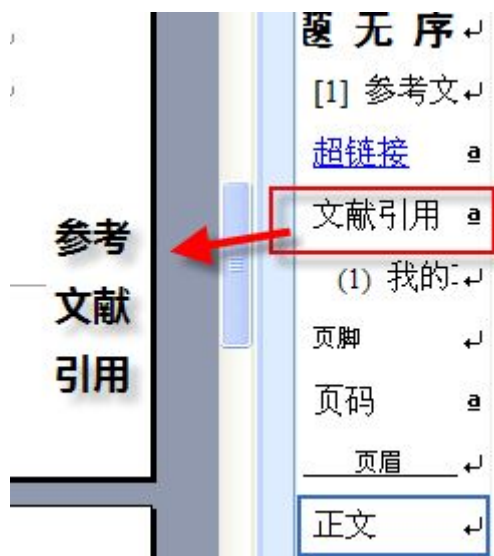 题 无 序
[1] 参考文
超链接 a
文献引用 a
参考
文献
引用
(1) 我的
页脚
页码 a
页眉
正文